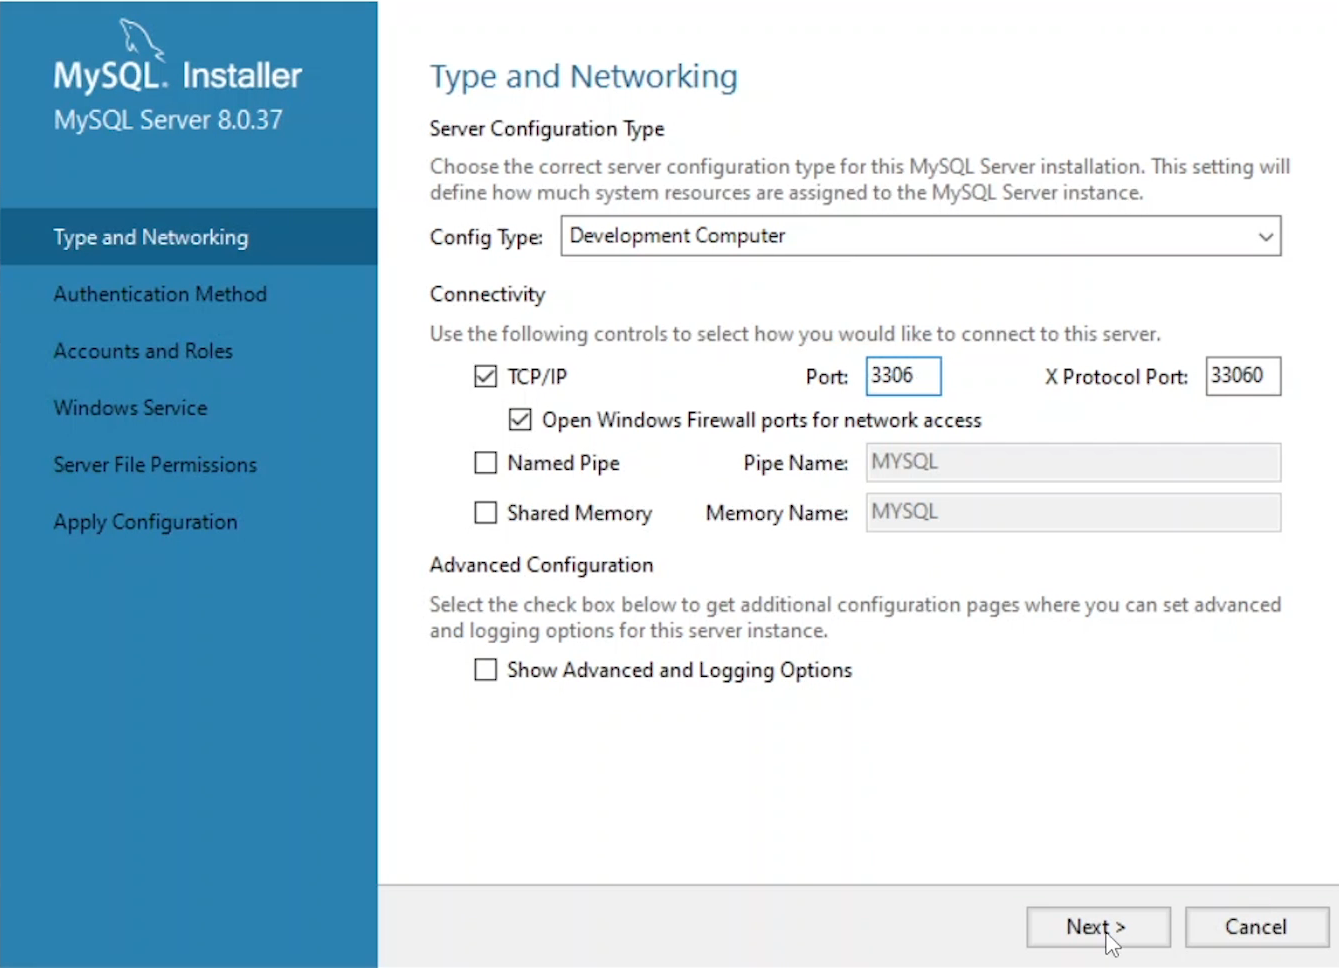 MySQL. Installer
MySQL Server 8.0.37
Type and Networking
Authentication Method
Accounts and Roles
Windows Service
Server File Permissions
Apply Configuration
Type and Networking
Server Configuration Type
Choose the correct server configuration type for this MySQL Server installation. This setting will
define how much system resources are assigned to the MySQL Server instance.
Config Type: Development Computer
Connectivity
Use the following controls to select how you would like to connect to this server.
TCP/IP Port: 3306 X Protocol Port: 33060
Open Windows Firewall ports for network access
Named Pipe Pipe Name: MYSQL
Shared Memory Memory Name: MYSQL
Advanced Configuration
Select the check box below to get additional configuration pages where you can set advanced
and logging options for this server instance.
Show Advanced and Logging Options
Next > Cancel